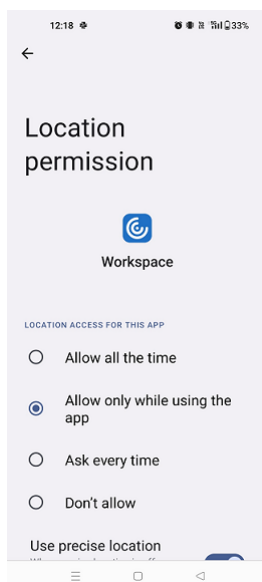 12:18
33%
Location
permission
Workspace
LOCATION ACCESS FOR THIS APP
Allow all the time
Allow only while using the
app
Ask every time
Don't allow
Use precise location